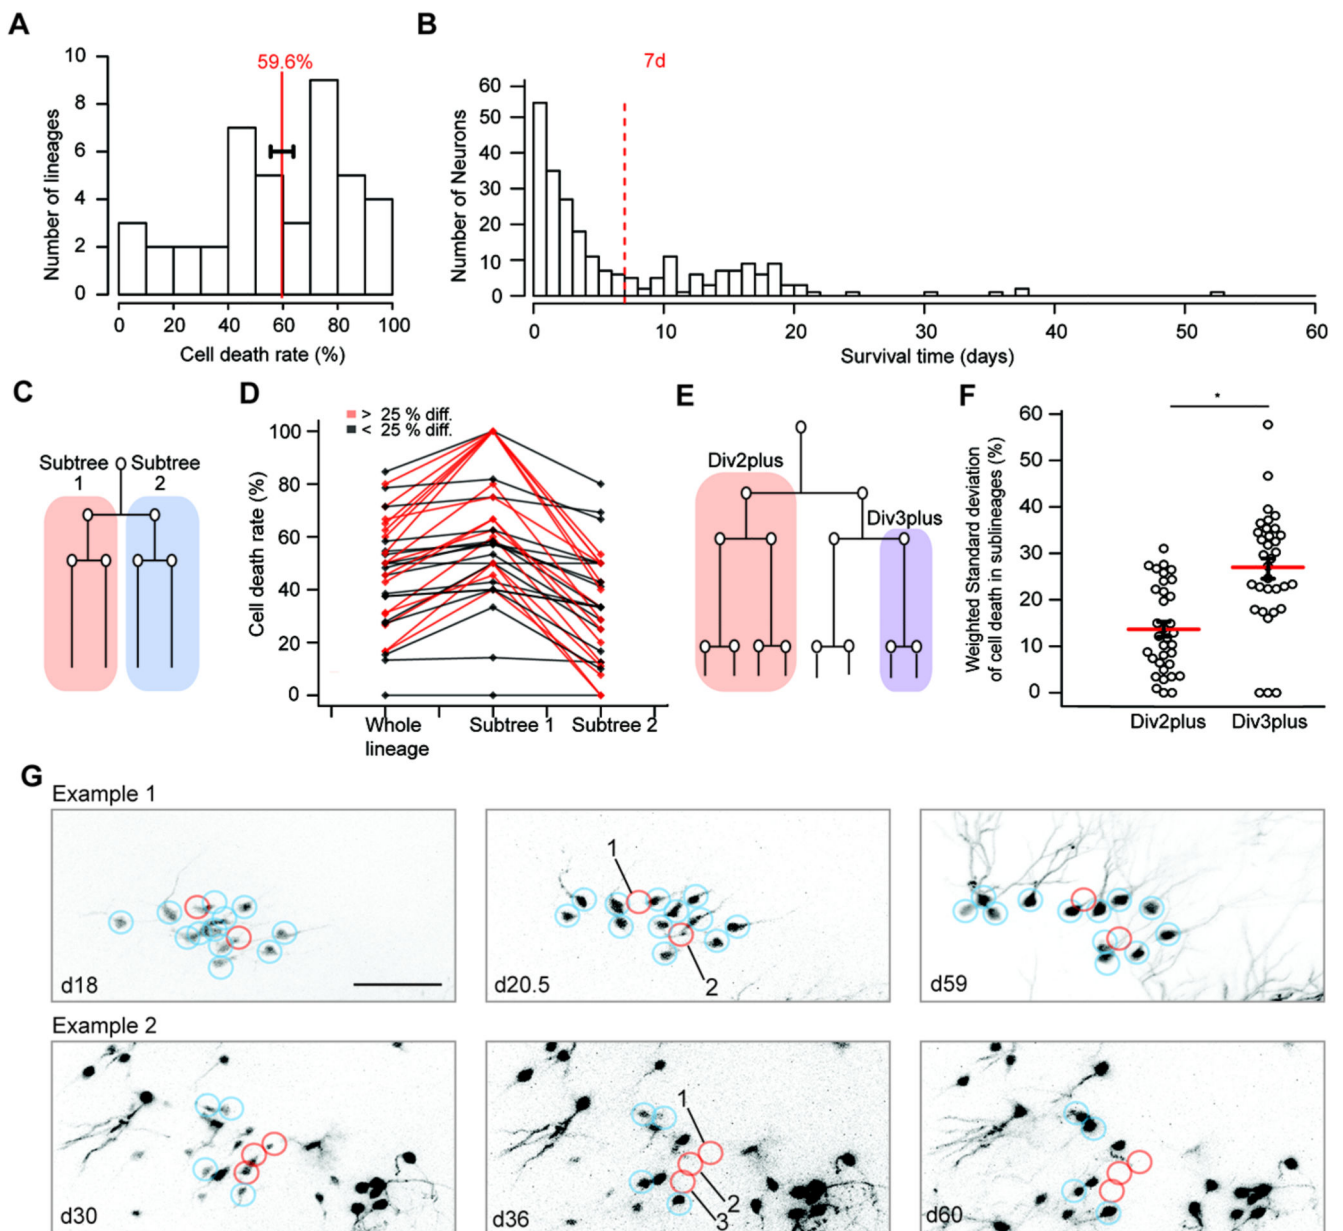 A
59.6%
10
8
6
4
2
0
Number of lineages
0 20 40 60 80 100
Cell death rate (%)
B
7d
60
50
40
30
20
10
0
Number of Neurons
0 10 20 30 40 50 60
Survival time (days)
C
Subtree 1
Subtree 2
D
> 25 % diff.
< 25 % diff.
100
80
60
40
20
0
Cell death rate (%)
Whole lineage
Subtree 1
Subtree 2
E
Div2plus
Div3plus
F
*
60
50
40
30
20
10
0
Weighted Standard deviation
of cell death in sublineages (%)
Div2plus Div3plus
G
Example 1
d18
1
2
d20.5
d59
Example 2
d30
1
2
3
d36
d60